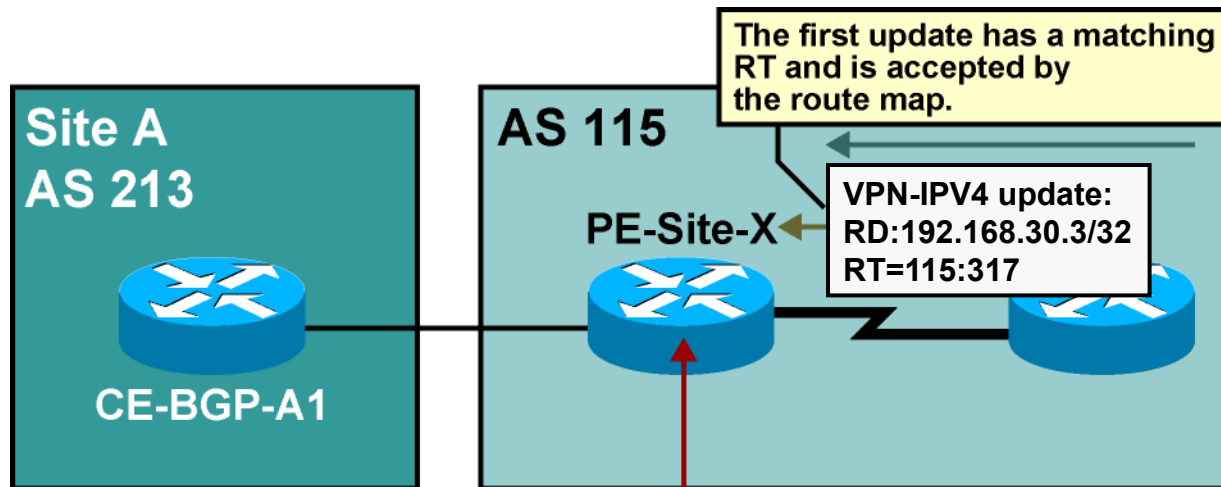 The first update has a matching
RT and is accepted by
the route map.
Site A
AS 213
AS 115
VPN-IPV4 update:
RD:192.168.30.3/32
RT=115:317
PE-Site-X
CE-BGP-A1